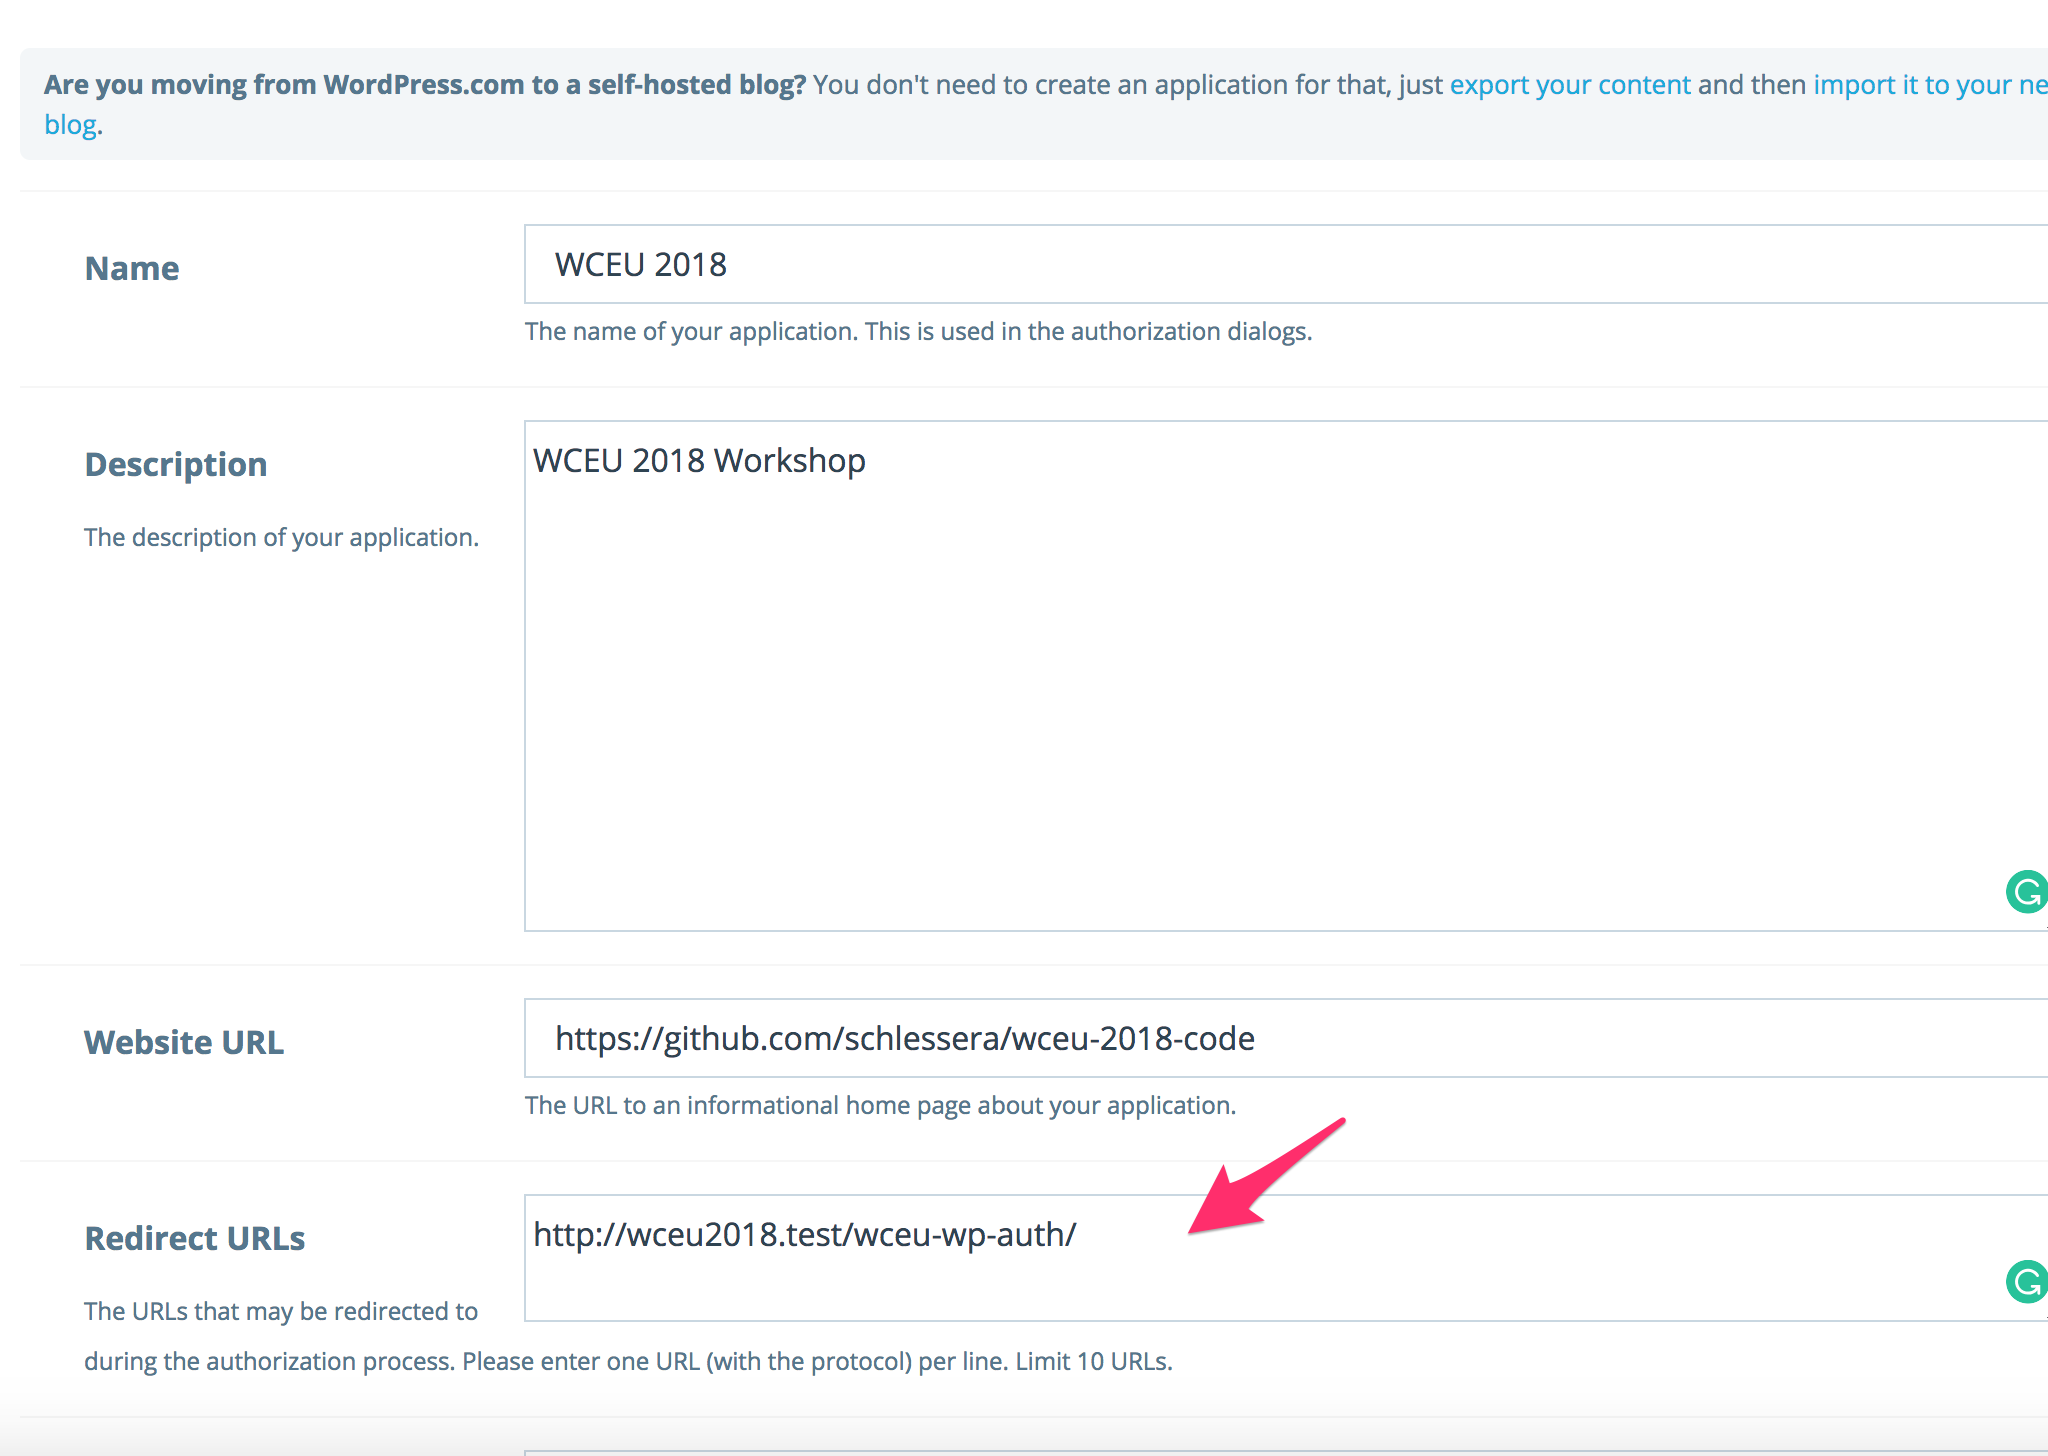 Are you moving from WordPress.com to a self-hosted blog? You don't need to create an application for that, just export your content and then import it to your ne
blog.
Name
WCEU 2018
The name of your application. This is used in the authorization dialogs.
Description
WCEU 2018 Workshop
The description of your application.
Website URL
https://github.com/schlessera/wceu-2018-code
The URL to an informational home page about your application.
Redirect URLs
http://wceu2018.test/wceu-wp-auth/
The URLs that may be redirected to
during the authorization process. Please enter one URL (with the protocol) per line. Limit 10 URLs.